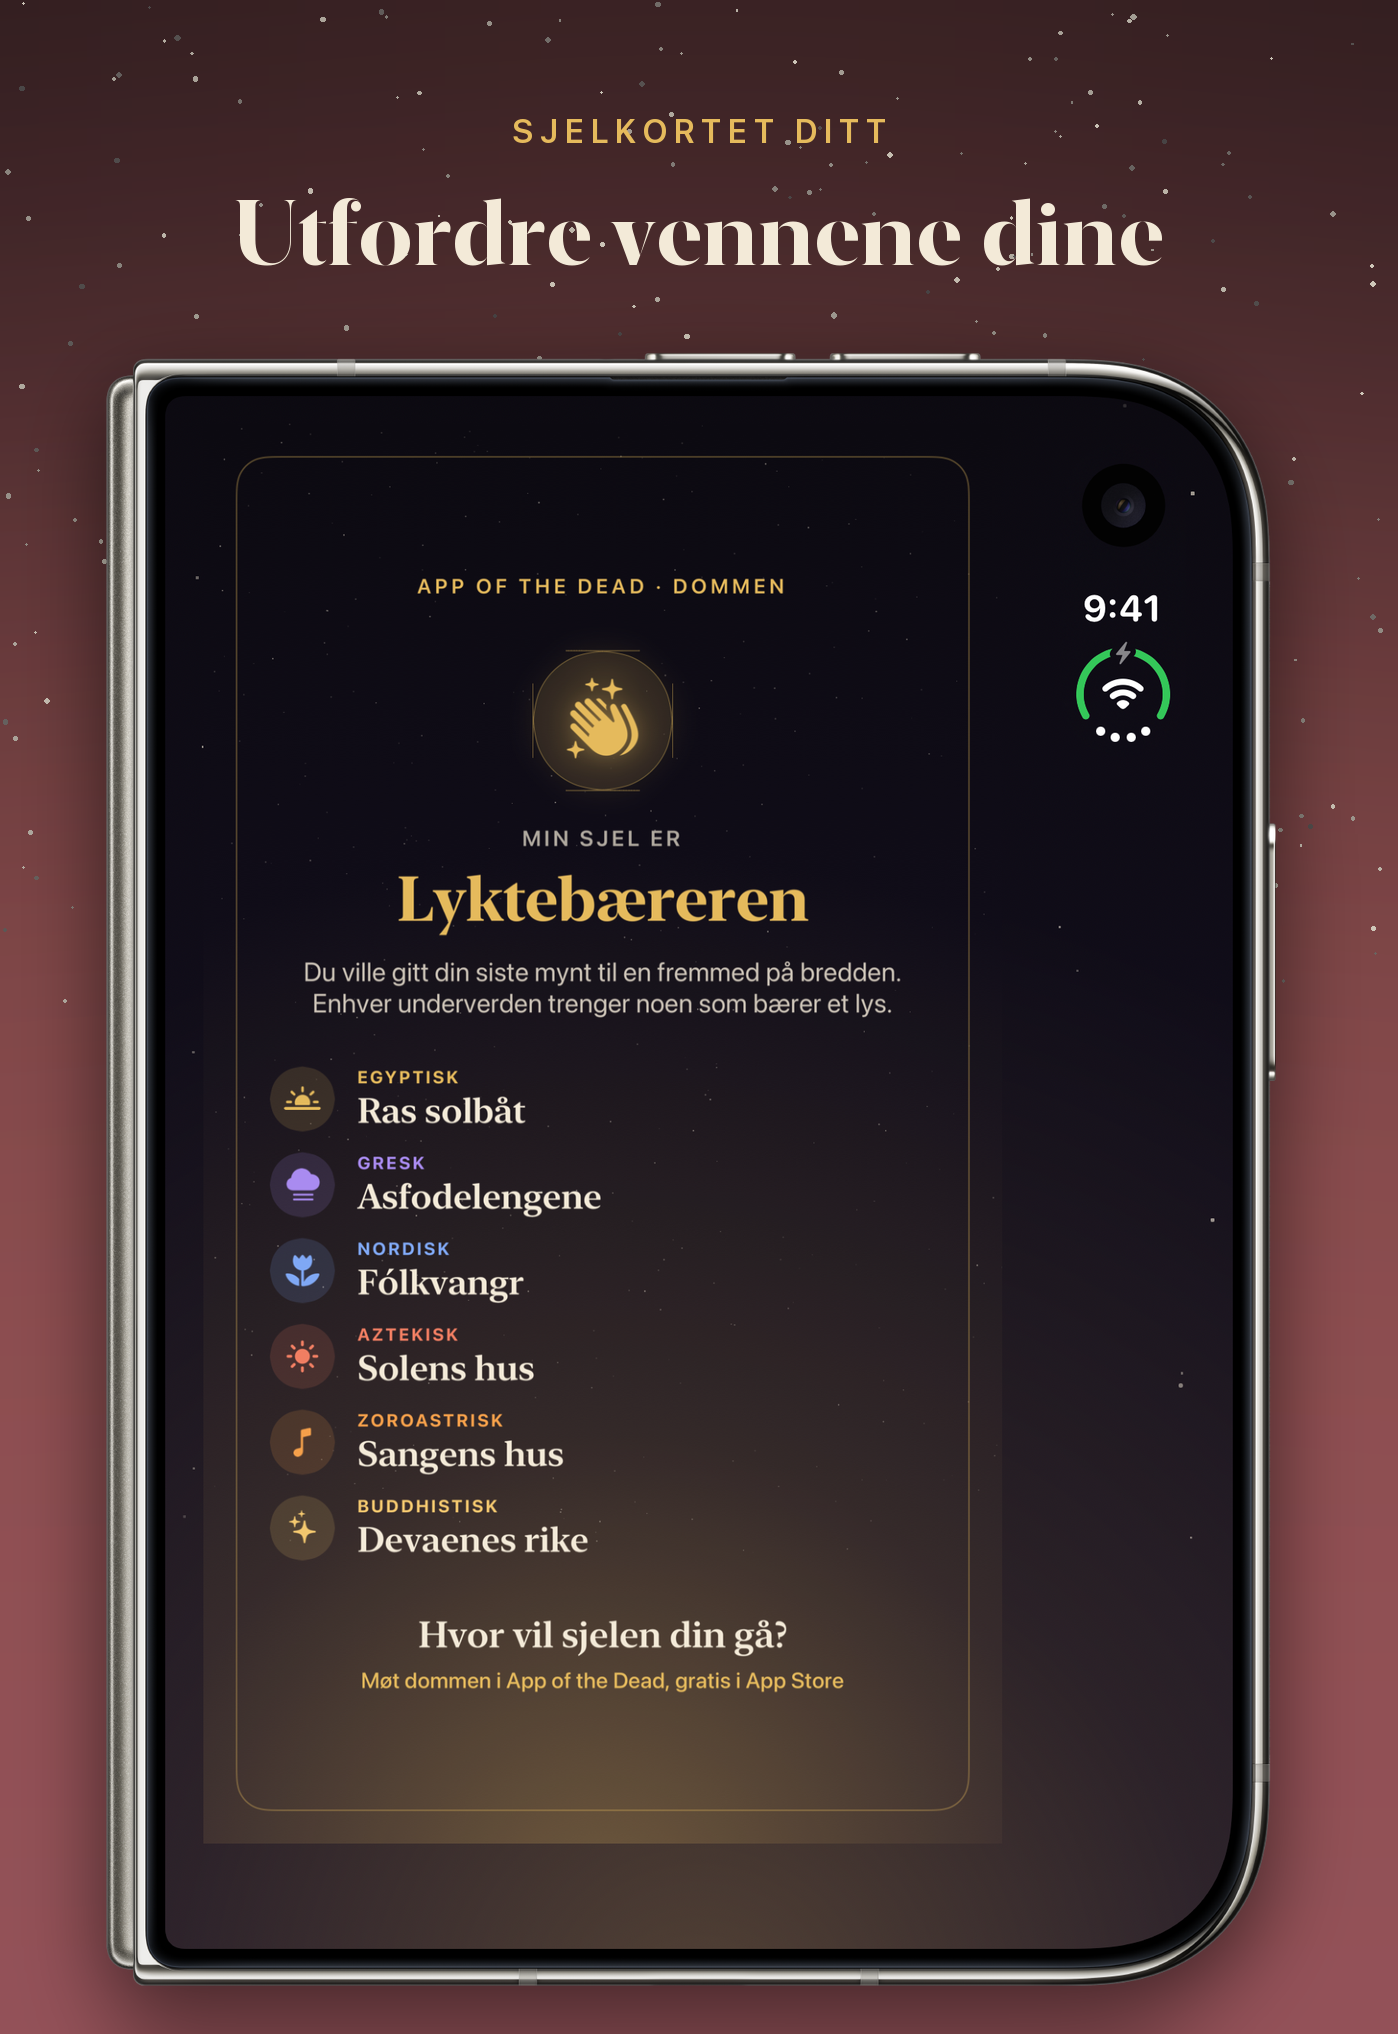 SJELKORTET DITT
Utfordre vennene dine
APP OF THE DEAD · DOMMEN
9:41
MIN SJEL ER
Lyktebæreren
Du ville gitt din siste mynt til en fremmed på bredden.
Enhver underverden trenger noen som bærer et lys.
EGYPTISK
Ras solbåt
GRESK
Asfodelengene
NORDISK
Fólkvangr
AZTEKISK
Solens hus
ZOROASTRISK
Sangens hus
BUDDHISTISK
Devaenes rike
Hvor vil sjelen din gå?
Møt dommen i App of the Dead, gratis i App Store